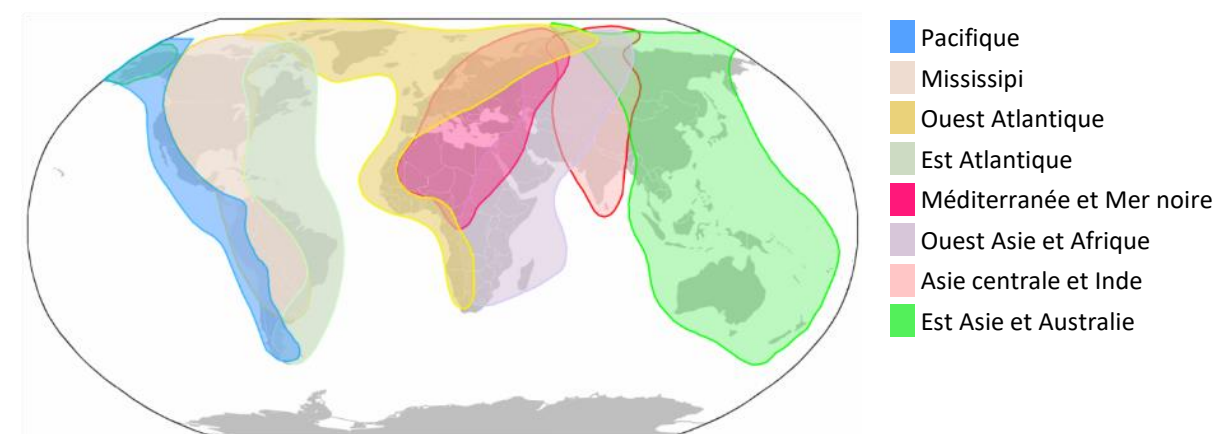 Pacifique
Mississipi
Ouest Atlantique
Est Atlantique
Méditerranée et Mer noire
Ouest Asie et Afrique
Asie centrale et Inde
Est Asie et Australie